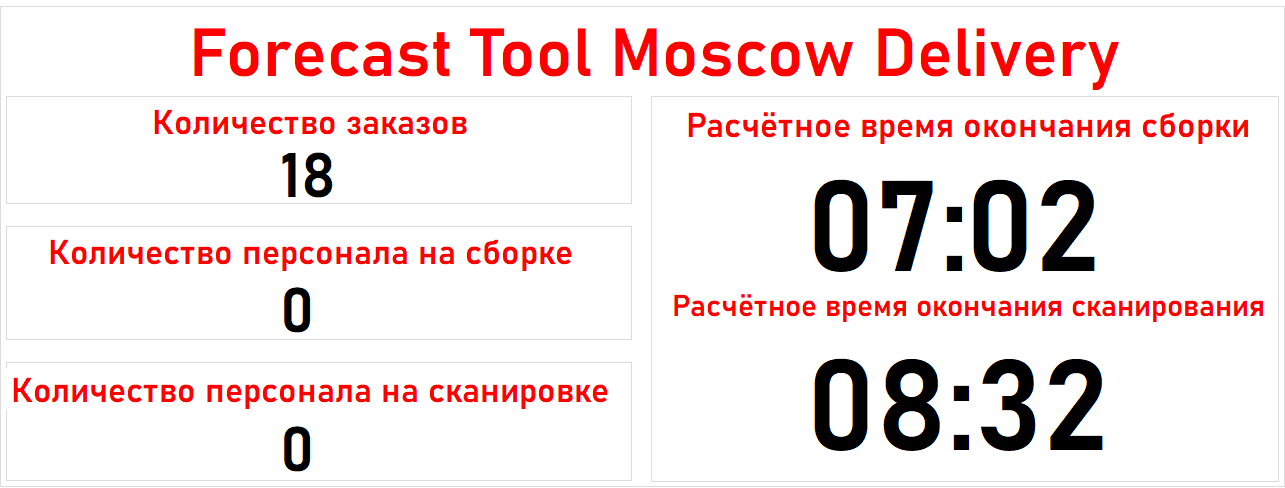 Forecast Tool Moscow Delivery
Количество заказов
18
Количество персонала на сборке
0
Количество персонала на сканировке
0
Расчётное время окончания сборки
07:02
Расчётное время окончания сканирования
08:32